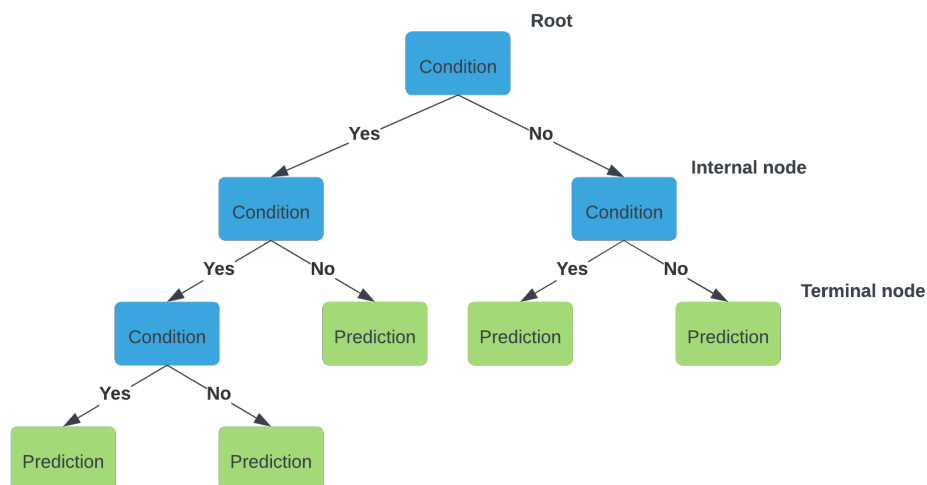 Root
Condition
Yes
No
Internal node
Condition
Condition
Yes
No
Yes
No
Terminal node
Condition
Prediction
Prediction
Prediction
Yes
No
Prediction
Prediction